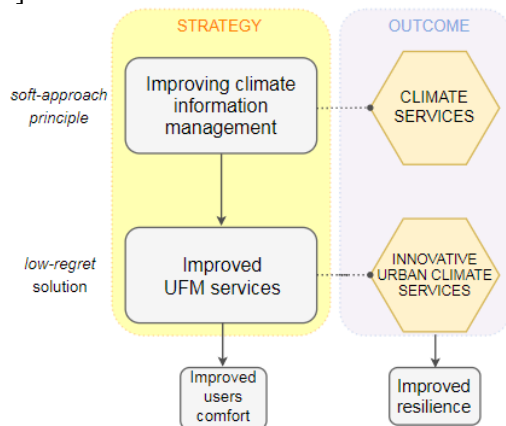 STRATEGY
OUTCOME
soft-approach
principle
Improving climate
information
management
CLIMATE
SERVICES
low-regret
solution
Improved
UFM services
INNOVATIVE
URBAN CLIMATE
SERVICES
Improved
users
comfort
Improved
resilience